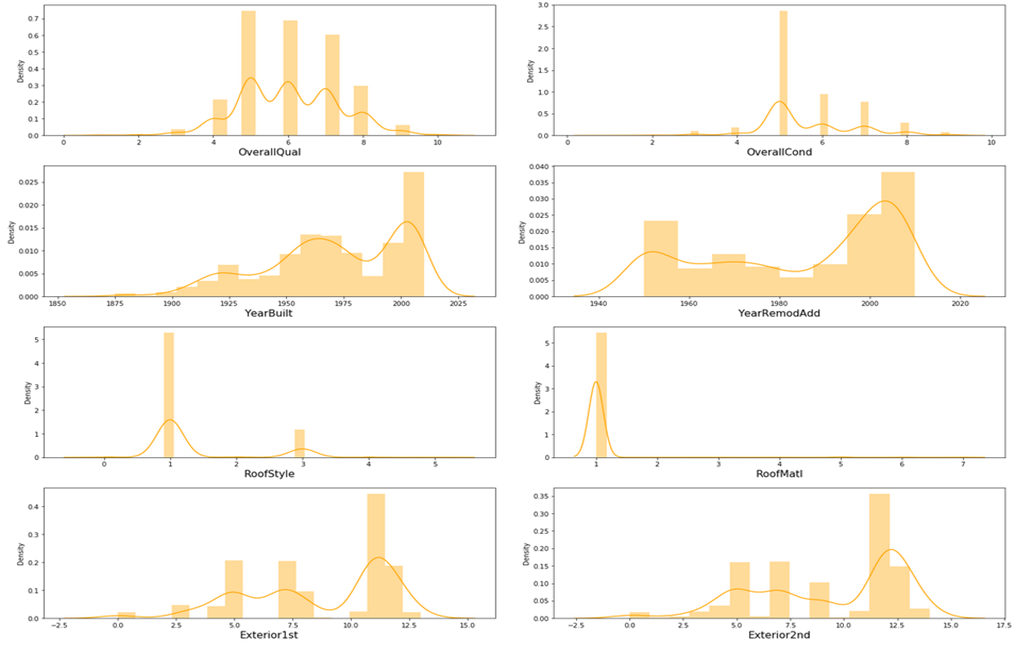 0.7
0.6
0.5
0.4
0.3
0.2
0.1
0.0
Density
0 2 4 6 8 10
OverallQual
3.0
2.5
2.0
1.5
1.0
0.5
0.0
Density
0 2 4 6 8 10
OverallCond
0.025
0.020
0.015
0.010
0.005
0.000
Density
1850 1875 1900 1925 1950 1975 2000 2025
YearBuilt
0.040
0.035
0.030
0.025
0.020
0.015
0.010
0.005
0.000
Density
1940 1960 1980 2000 2020
YearRemodAdd
5
4
3
2
1
0
Density
0 1 2 3 4 5
RoofStyle
5
4
3
2
1
0
Density
1 2 3 4 5 6 7
RoofMatl
0.4
0.3
0.2
0.1
0.0
Density
−2.5 0.0 2.5 5.0 7.5 10.0 12.5 15.0
Exterior1st
0.35
0.30
0.25
0.20
0.15
0.10
0.05
0.00
Density
−2.5 0.0 2.5 5.0 7.5 10.0 12.5 15.0 17.5
Exterior2nd